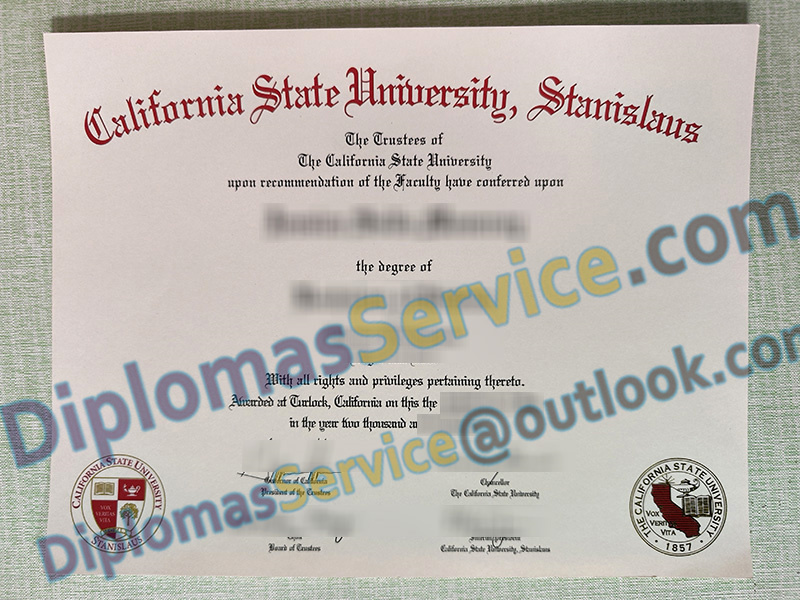 California State University, Stanislaus
The Trustees of
The California State University
upon recommendation of the Faculty have conferred upon
the degree of
With all rights and privileges pertaining thereto.
Awarded at Turlock, California on this the
in the year two thousand
of California
President of the Trustees
Chancellor
The California State University
Board of Trustees
California State University, Stanislaus
CALIFORNIA STATE UNIVERSITY
VOX
VERITAS
VITA
STANISLAUS
THE CALIFORNIA STATE UNIVERSITY
VOX
VERI
VITA
· 1857 ·
DiplomasService.com
DiplomasService@outlook.com